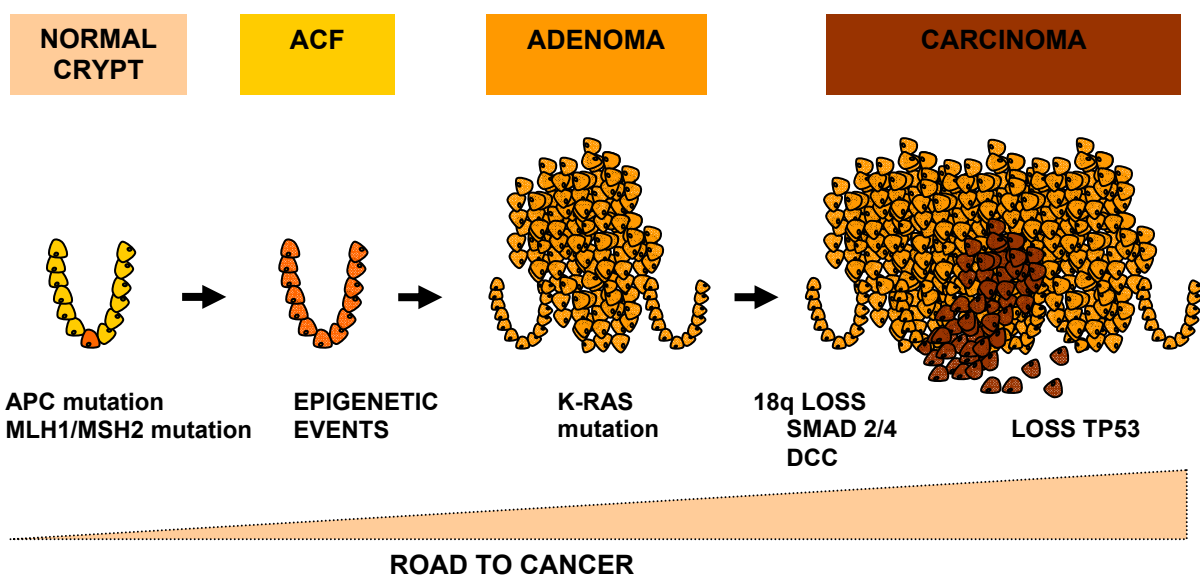 NORMAL
CRYPT
ACF
ADENOMA
CARCINOMA
APC mutation
MLH1/MSH2 mutation
EPIGENETIC
EVENTS
K-RAS
mutation
18q LOSS
SMAD 2/4
DCC
LOSS TP53
ROAD TO CANCER